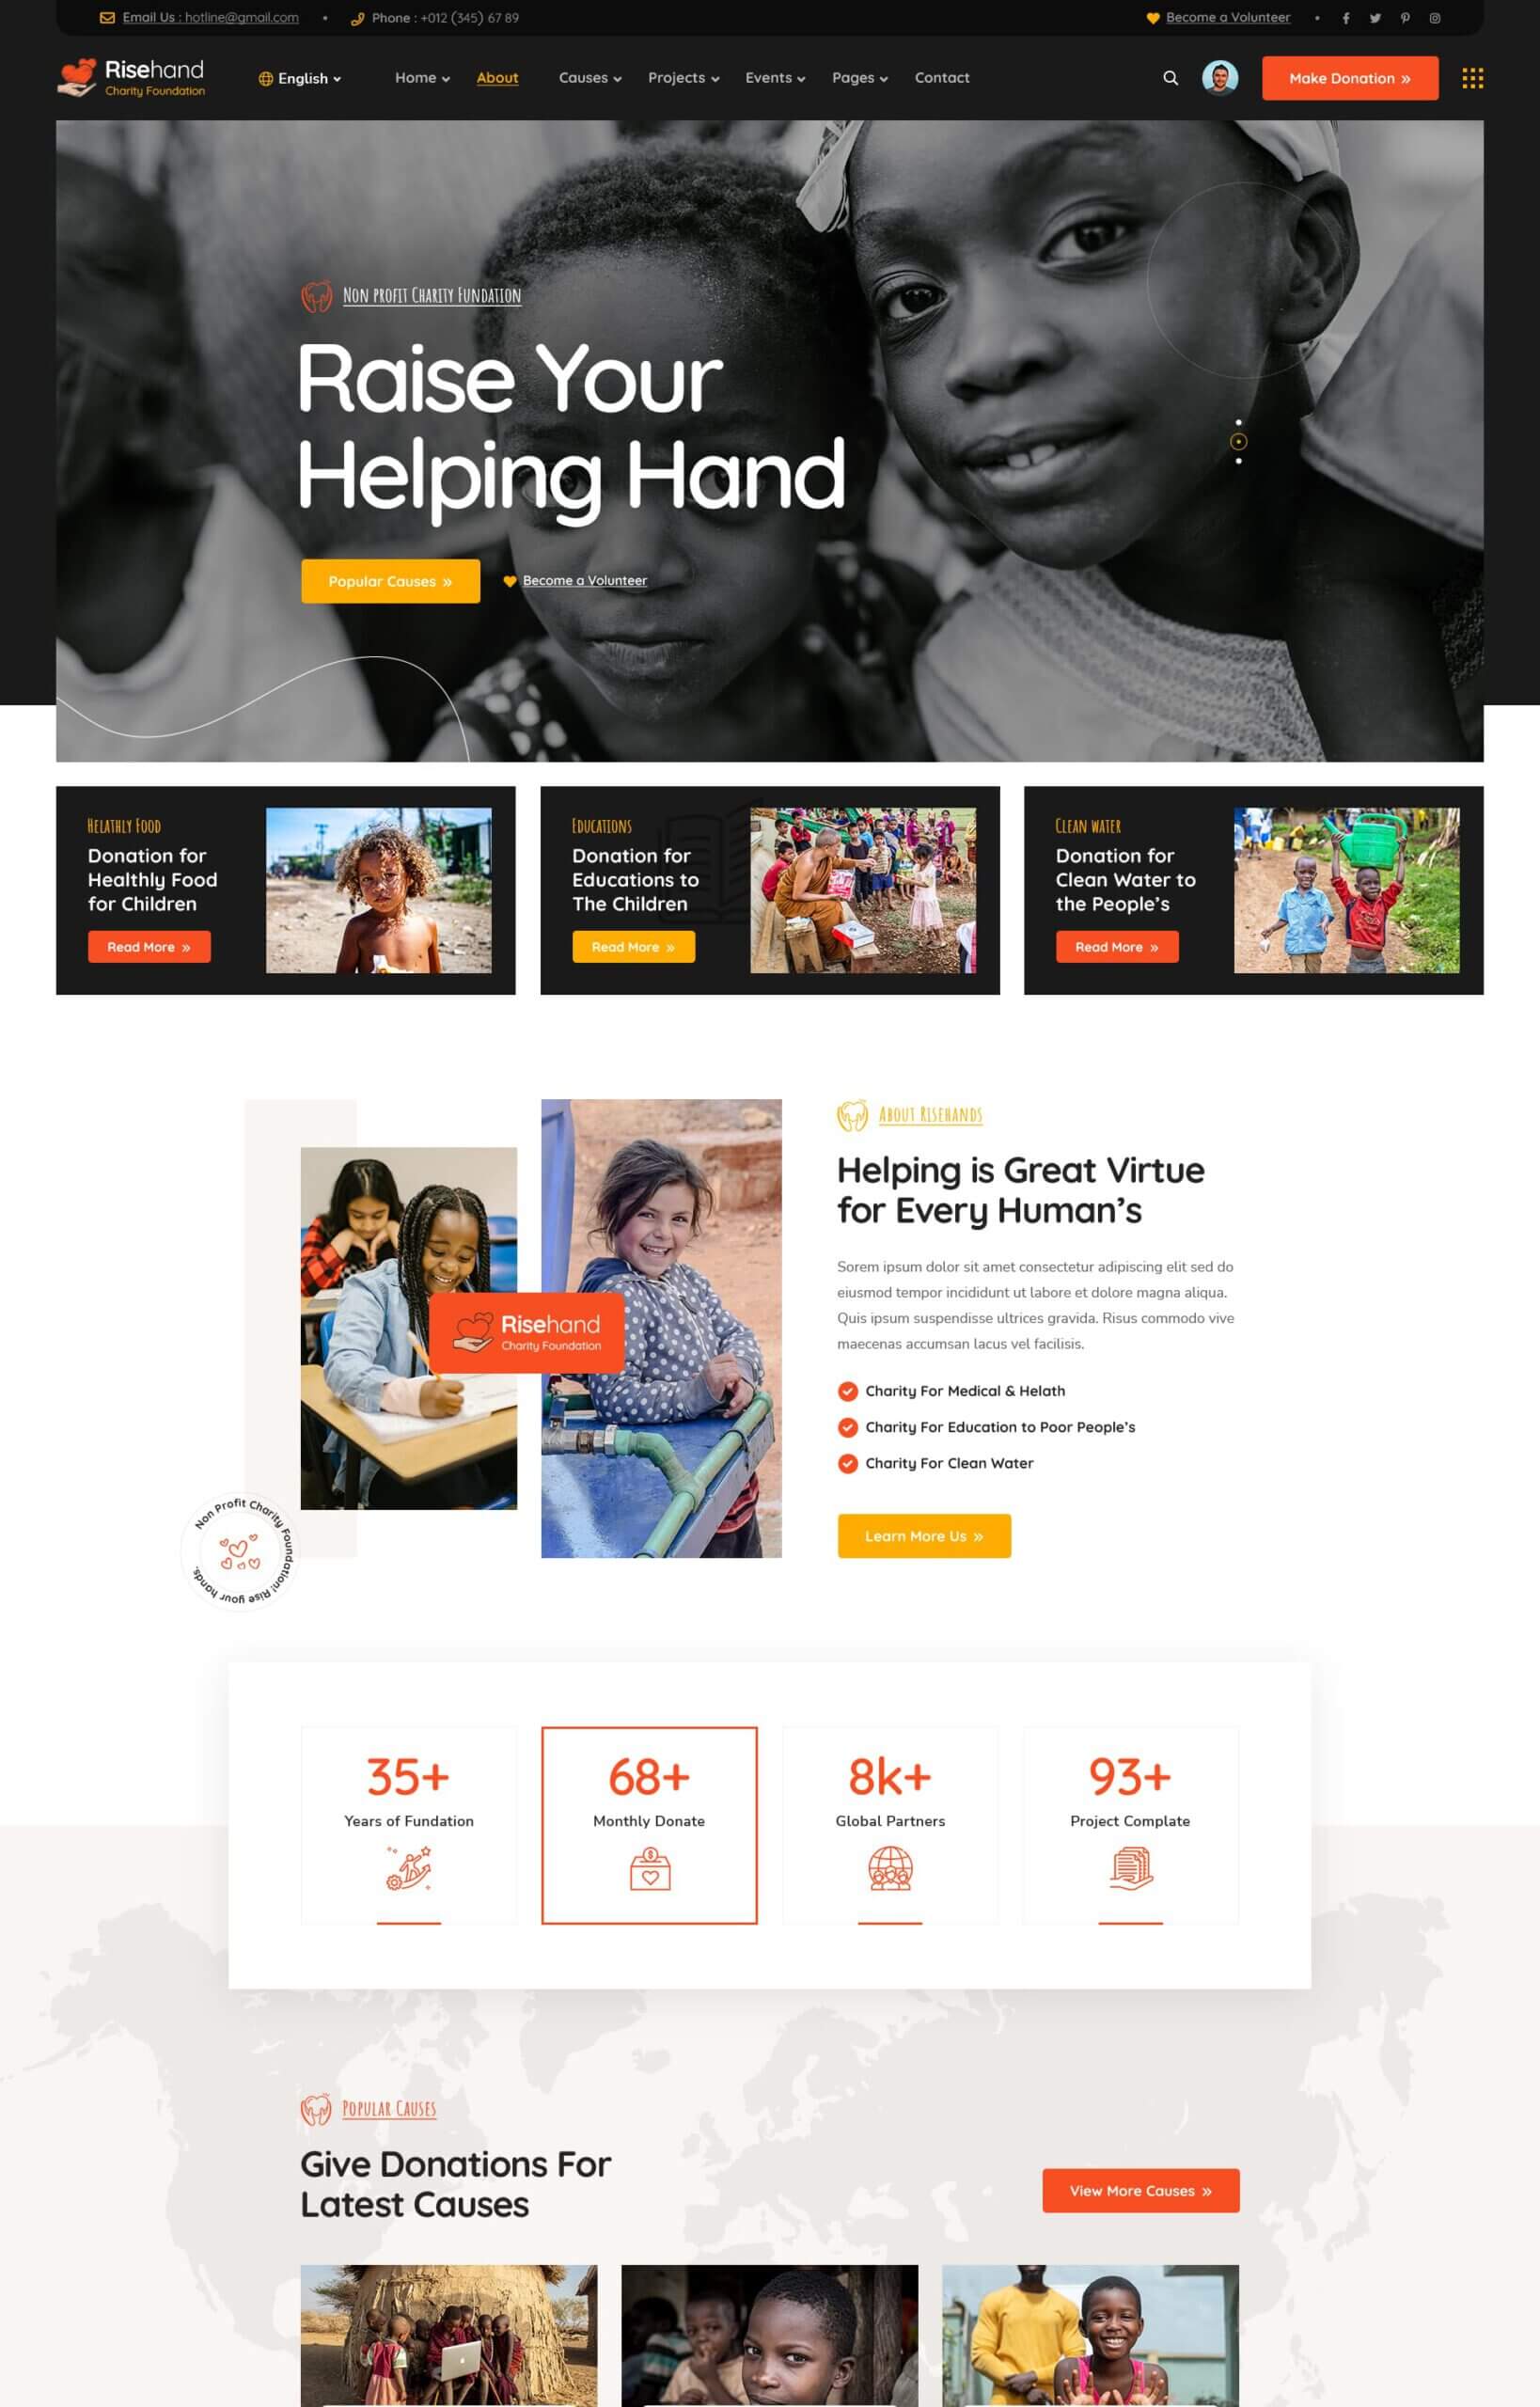 Email Us : hotline@gmail.com • Phone : +012 (345) 67 89 Become a Volunteer •
Risehand
Charity Foundation
English Home About Causes Projects Events Pages Contact Make Donation »
Non profit Charity Fundation
Raise Your
Helping Hand
Popular Causes » Become a Volunteer
Helathly Food
Donation for
Healthly Food
for Children
Read More »
Educations
Donation for
Educations to
The Children
Read More »
Clean water
Donation for
Clean Water to
the People’s
Read More »
Risehand
Charity Foundation
Non Profit Charity Foundation! Rise your hands.
About Risehands
Helping is Great Virtue
for Every Human’s
Sorem ipsum dolor sit amet consectetur adipiscing elit sed do
eiusmod tempor incididunt ut labore et dolore magna aliqua.
Quis ipsum suspendisse ultrices gravida. Risus commodo vive
maecenas accumsan lacus vel facilisis.
Charity For Medical & Helath
Charity For Education to Poor People’s
Charity For Clean Water
Learn More Us »
35+
Years of Fundation
68+
Monthly Donate
8k+
Global Partners
93+
Project Complate
Popular Causes
Give Donations For
Latest Causes
View More Causes »